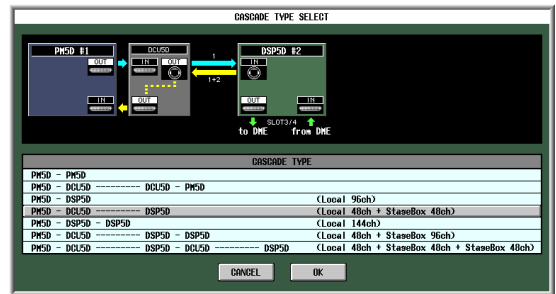 CASCADE TYPE SELECT
PM5D #1 DCU5D DSP5D #2
OUT IN OUT 1 IN
1+2
IN OUT OUT IN
SLOT3/4
to DME from DME
CASCADE TYPE
PM5D - PM5D
PM5D - DCU5D --------- DCU5D - PM5D
PM5D - DSP5D (Local 96ch)
PM5D - DCU5D --------- DSP5D (Local 48ch + StageBox 48ch)
PM5D - DSP5D - DSP5D (Local 144ch)
PM5D - DCU5D --------- DSP5D - DSP5D (Local 48ch + StageBox 96ch)
PM5D - DCU5D --------- DSP5D - DCU5D --------- DSP5D (Local 48ch + StageBox 48ch + StageBox 48ch)
CANCEL OK